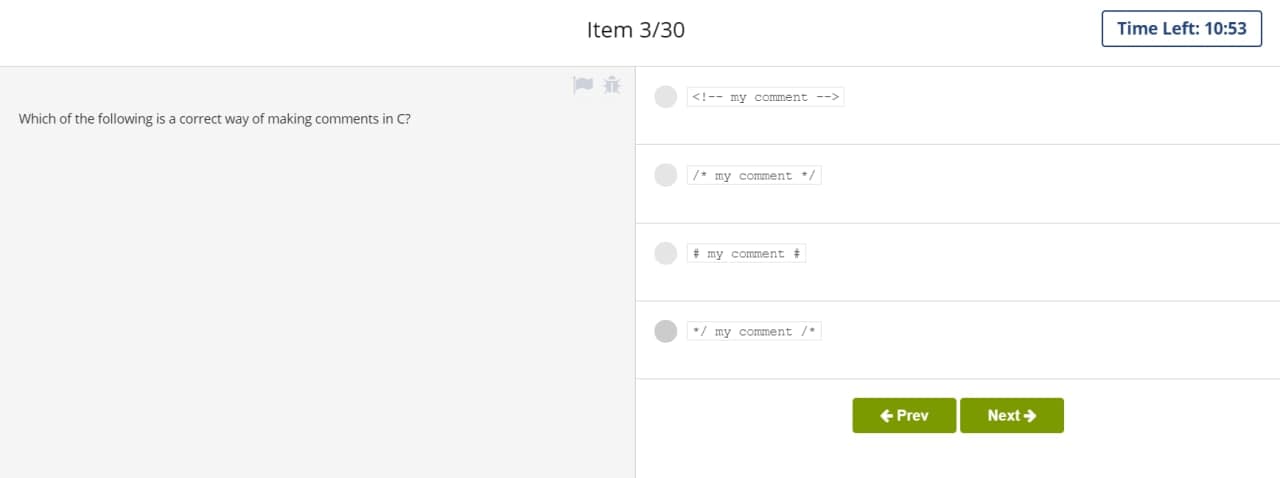 Item 3/30
Time Left: 10:53
Which of the following is a correct way of making comments in C?
<!-- my comment -->
/* my comment */
# my comment #
*/ my comment /*
Prev
Next